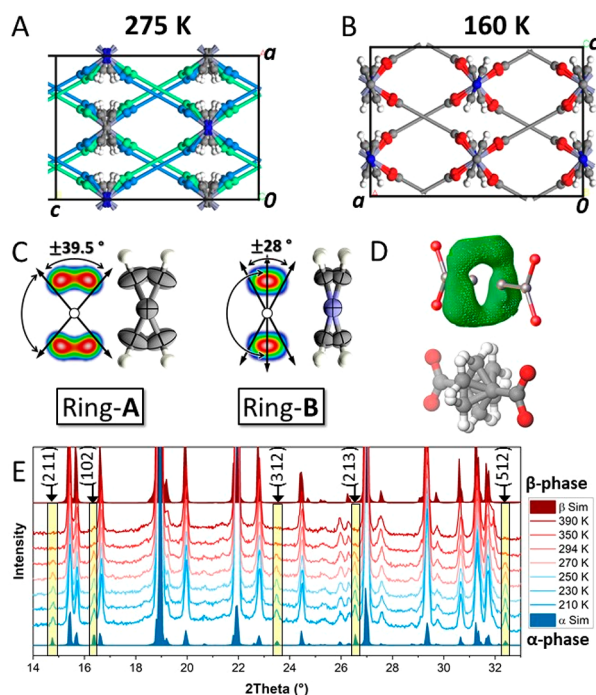 275 K
160 K
A
B
a
c
c
0
a
0
C
±39.5 °
±28 °
D
Ring-A
Ring-B
E
(211)
(102)
(312)
(213)
(512)
β-phase
β Sim
390 K
350 K
294 K
270 K
250 K
230 K
210 K
α Sim
α-phase
Intensity
14 16 18 20 22 24 26 28 30 32
2Theta (°)